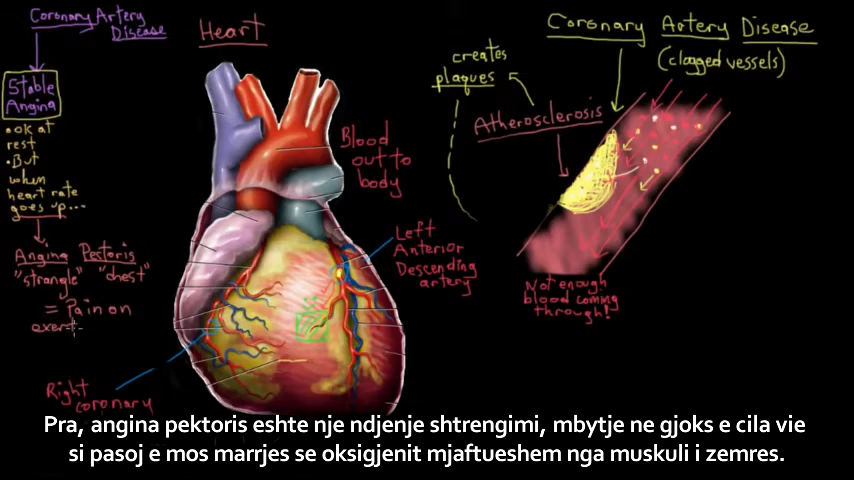 Coronary Artery
Disease
Stable
Angina
• ok at
rest
• But
when
heart rate
goes up...
Angina Pectoris
"strangle" "chest"
= Pain on
exert
Heart
Blood
out to
body
Left
Anterior
Descending
artery
Right
coronary
Coronary Artery Disease
(clogged vessels)
creates
plaques
Atherosclerosis
Not enough
blood coming
through!
Pra, angina pektoris eshte nje ndjenje shtrengimi, mbytje ne gjoks e cila vie
si pasoj e mos marrjes se oksigjenit mjaftueshem nga muskuli i zemres.